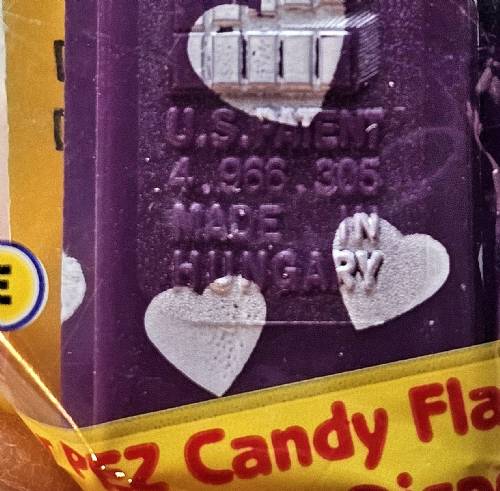 U.S. PATENT
4.966.305
MADE IN
HUNGARY
E
PEZ Candy Fla